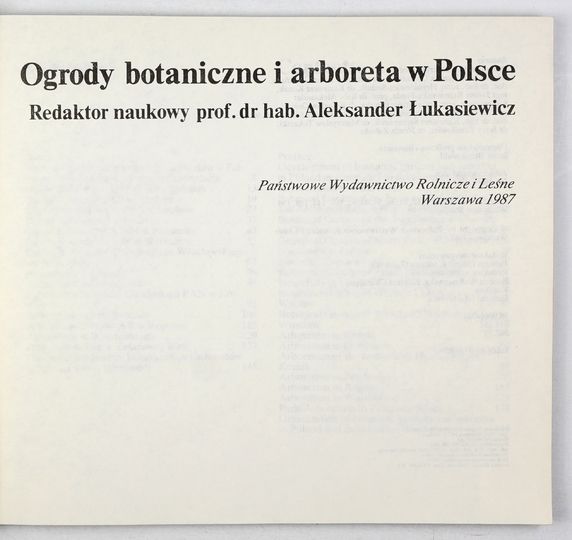 Ogrody botaniczne i arboreta w Polsce
Redaktor naukowy prof. dr hab. Aleksander Łukasiewicz
Państwowe Wydawnictwo Rolnicze i Leśne
Warszawa 1987